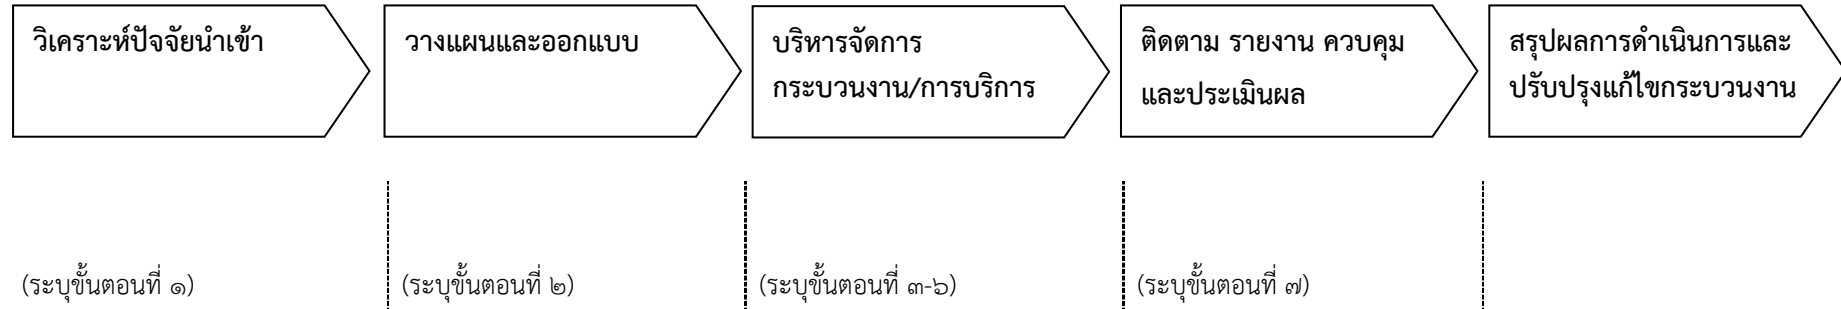 วิเคราะห์ปัจจัยนำเข้า
วางแผนและออกแบบ
บริหารจัดการ
กระบวนงาน/การบริการ
ติดตาม รายงาน ควบคุม
และประเมินผล
สรุปผลการดำเนินการและ
ปรับปรุงแก้ไขกระบวนงาน
(ระบุขั้นตอนที่ ๑)
(ระบุขั้นตอนที่ ๒)
(ระบุขั้นตอนที่ ๓-๖)
(ระบุขั้นตอนที่ ๗)